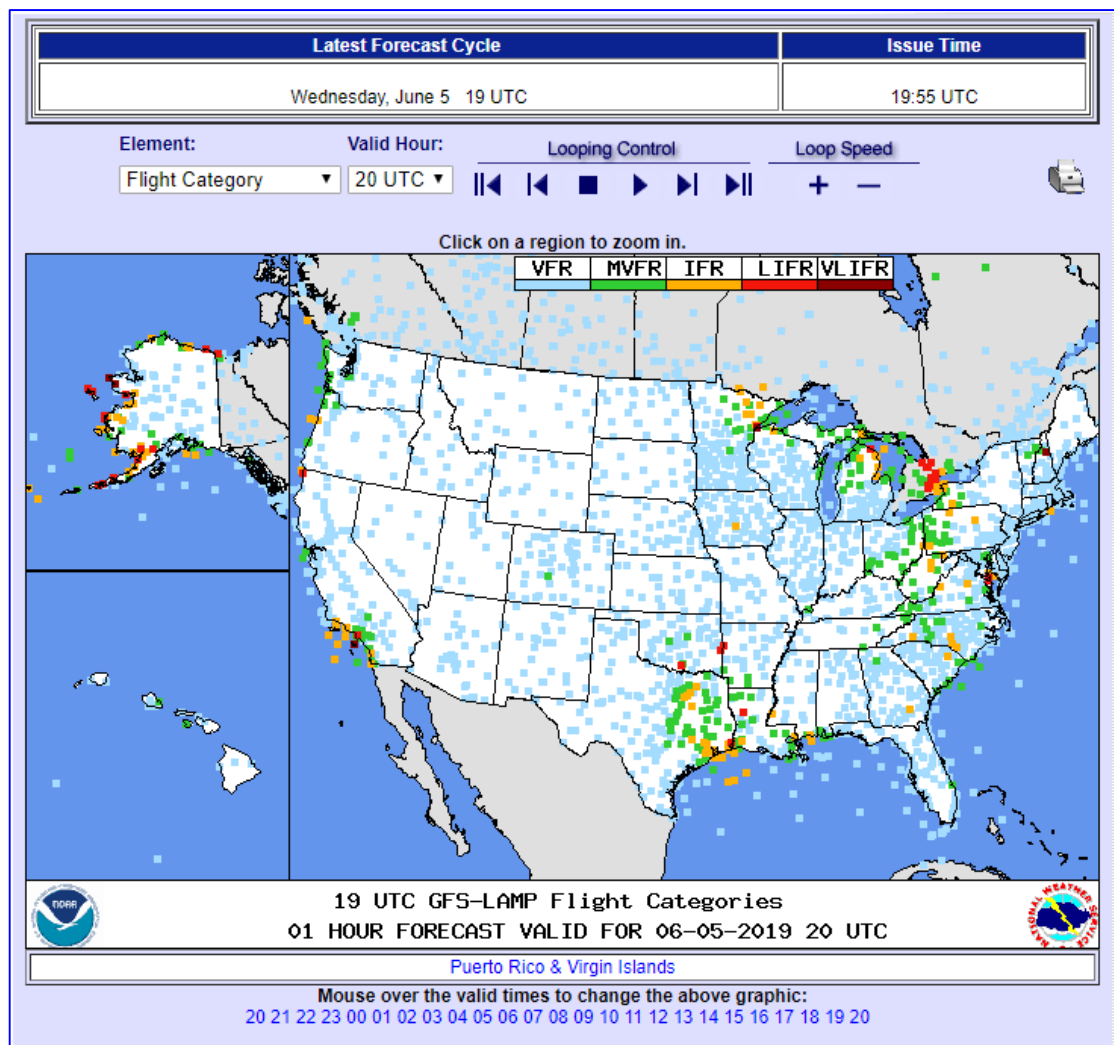 Latest Forecast Cycle Issue Time
Wednesday, June 5 19 UTC 19:55 UTC
Element: Valid Hour: Looping Control Loop Speed
Flight Category 20 UTC
Click on a region to zoom in.
VFR MVFR IFR LIFR VLIFR
NOAA
NATIONAL WEATHER SERVICE
19 UTC GFS-LAMP Flight Categories
01 HOUR FORECAST VALID FOR 06-05-2019 20 UTC
Puerto Rico & Virgin Islands
Mouse over the valid times to change the above graphic:
20 21 22 23 00 01 02 03 04 05 06 07 08 09 10 11 12 13 14 15 16 17 18 19 20